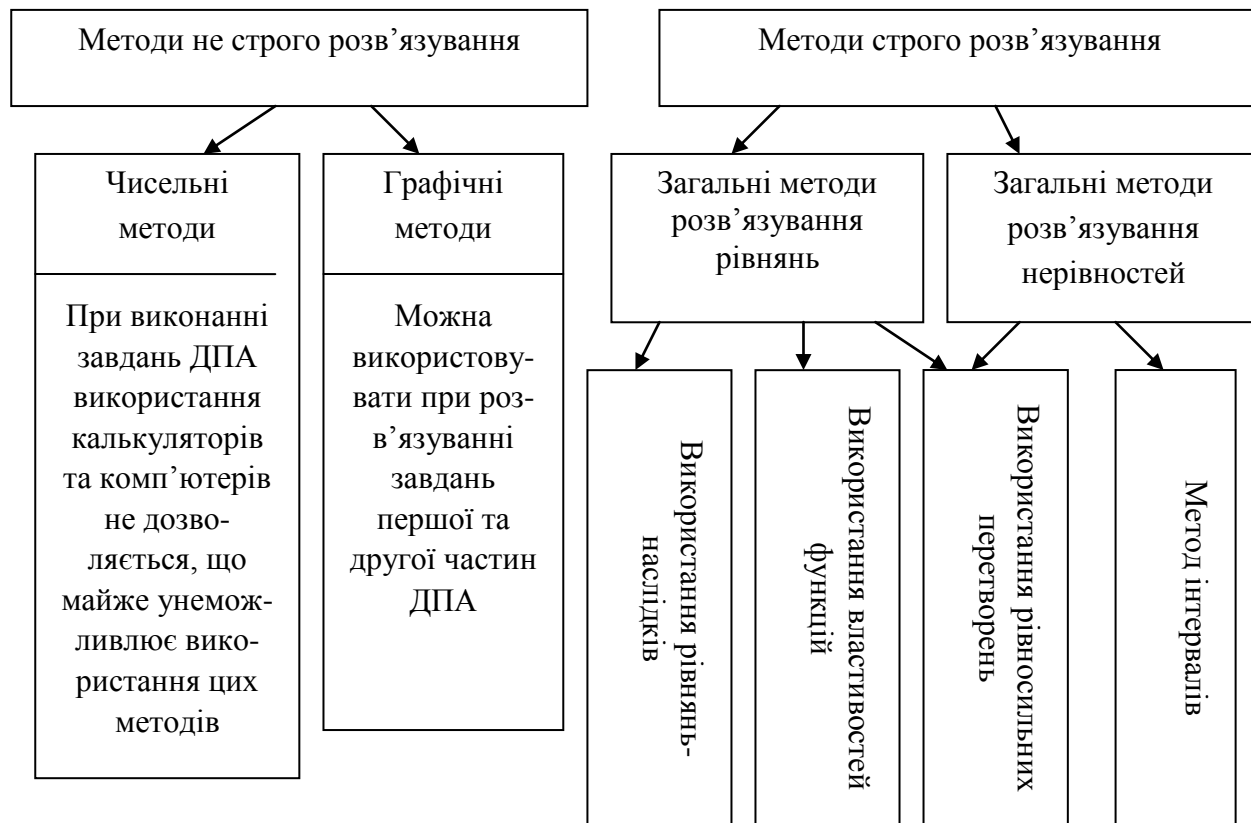 Методи не строго розв’язування
Методи строго розв’язування
Чисельні
методи
При виконанні
завдань ДПА
використання
калькуляторів
та комп’ютерів
не дозво-
ляється, що
майже унемож-
ливлює вико-
ристання цих
методів
Графічні
методи
Можна
використову-
вати при роз-
в’язуванні
завдань
першої та
другої частин
ДПА
Загальні методи
розв’язування
рівнянь
Загальні методи
розв’язування
нерівностей
Використання рівнянь-
наслідків
Використання властивостей
функцій
Використання рівносильних
перетворень
Метод інтервалів